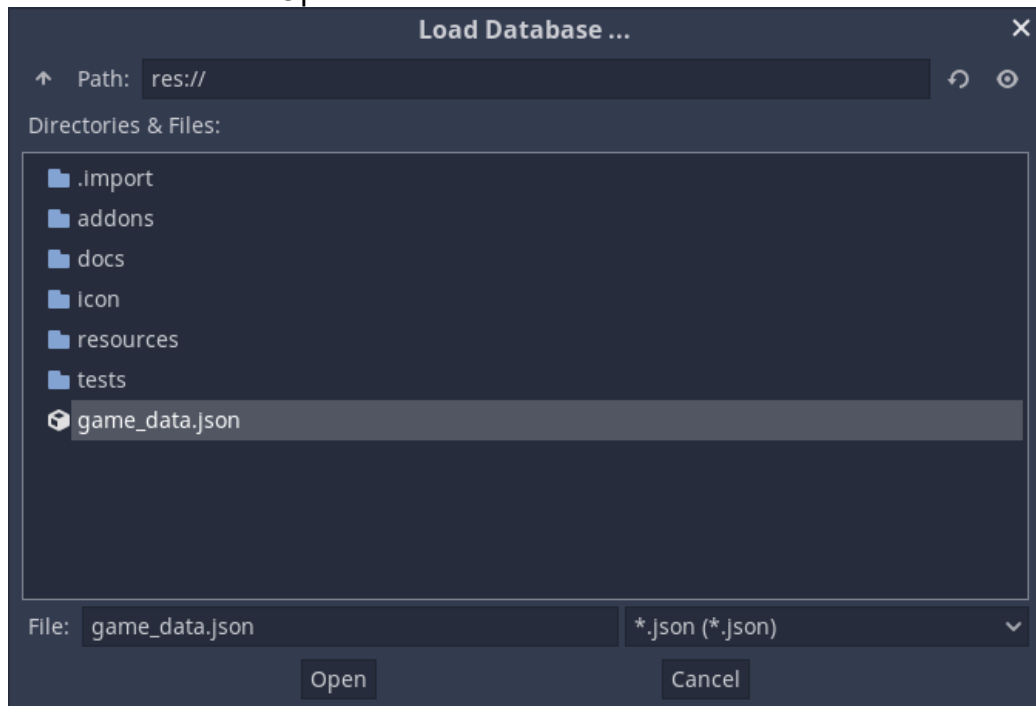 Load Database ...
Path: res://
Directories & Files:
.import
addons
docs
icon
resources
tests
game_data.json
File: game_data.json *.json (*.json)
Open Cancel